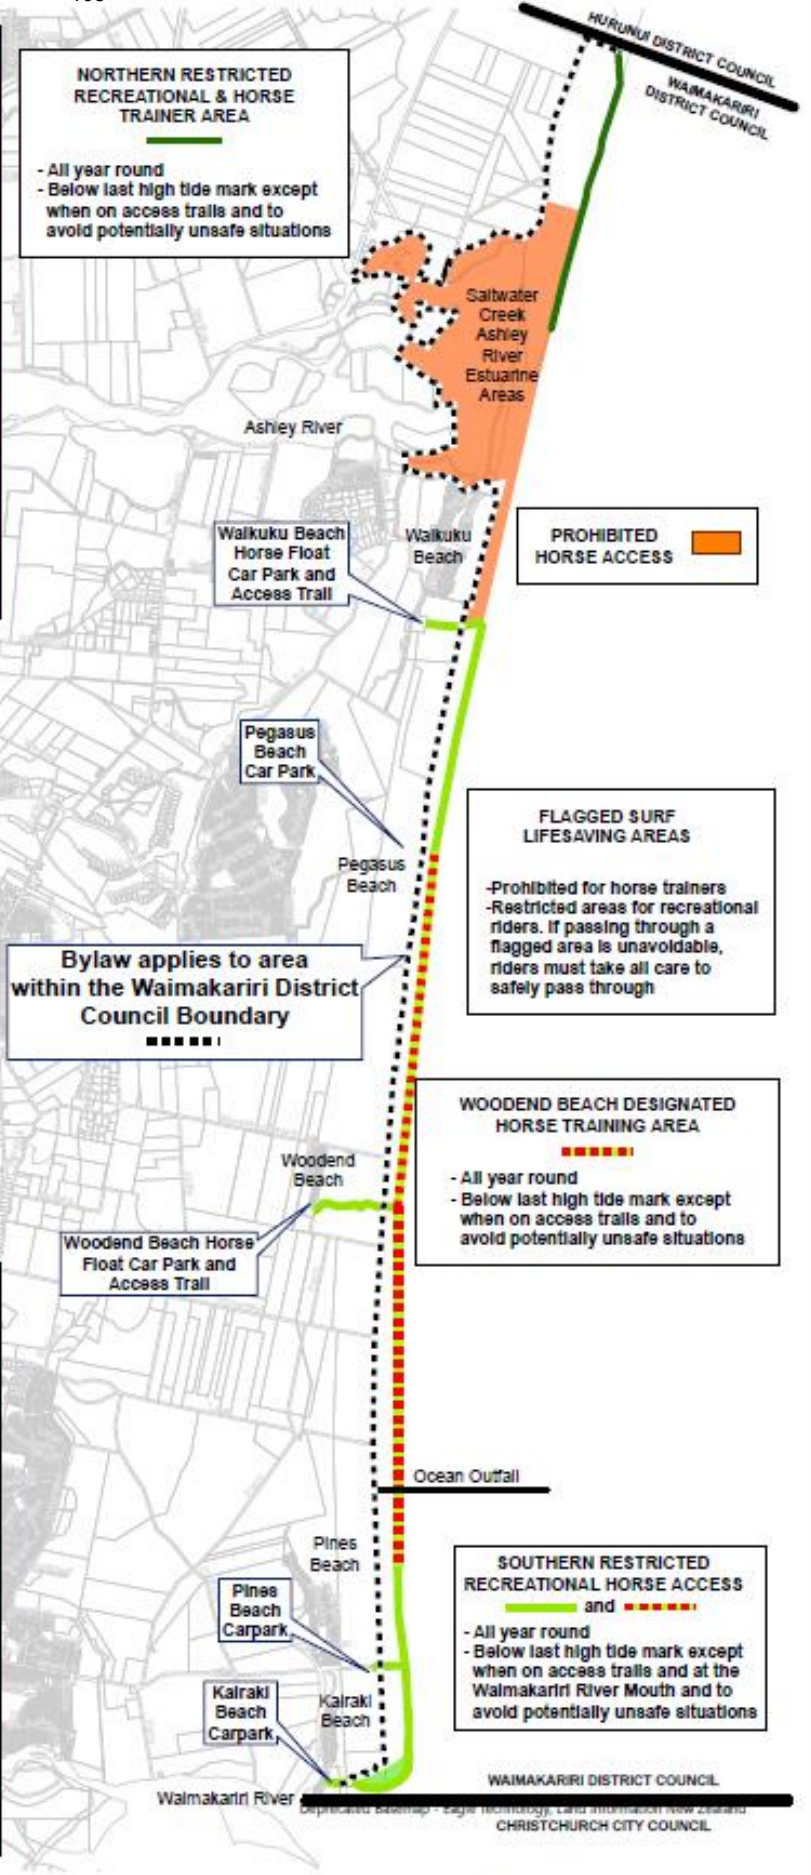 HURUNUI DISTRICT COUNCIL
WAIMAKARIRI
DISTRICT COUNCIL
NORTHERN RESTRICTED
RECREATIONAL & HORSE
TRAINER AREA
- All year round
- Below last high tide mark except
when on access trails and to
avoid potentially unsafe situations
Saltwater
Creek
Ashley
River
Estuarine
Areas
Ashley River
Waikuku Beach
Horse Float
Car Park and
Access Trail
Waikuku
Beach
PROHIBITED
HORSE ACCESS
Pegasus
Beach
Car Park
Pegasus
Beach
FLAGGED SURF
LIFESAVING AREAS
-Prohibited for horse trainers
-Restricted areas for recreational
riders. If passing through a
flagged area is unavoidable,
riders must take all care to
safely pass through
Bylaw applies to area
within the Waimakariri District
Council Boundary
WOODEND BEACH DESIGNATED
HORSE TRAINING AREA
- All year round
- Below last high tide mark except
when on access trails and to
avoid potentially unsafe situations
Woodend
Beach
Woodend Beach Horse
Float Car Park and
Access Trail
Ocean Outfall
Pines
Beach
Pines
Beach
Carpark
SOUTHERN RESTRICTED
RECREATIONAL HORSE ACCESS
and
- All year round
- Below last high tide mark except
when on access trails and at the
Waimakariri River Mouth and to
avoid potentially unsafe situations
Kairaki
Beach
Carpark
Kairaki
Beach
Waimakariri River
WAIMAKARIRI DISTRICT COUNCIL
Deprecated Basemap - Eagle Technology, Land Information New Zealand
CHRISTCHURCH CITY COUNCIL